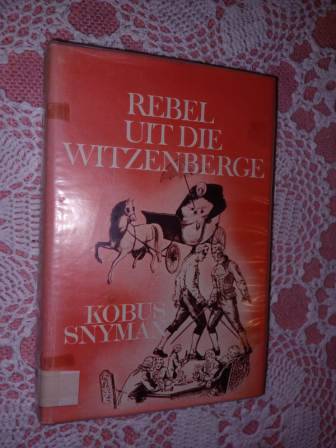 REBEL
UIT DIE
WITZENBERGE
KOBUS
SNYMAN